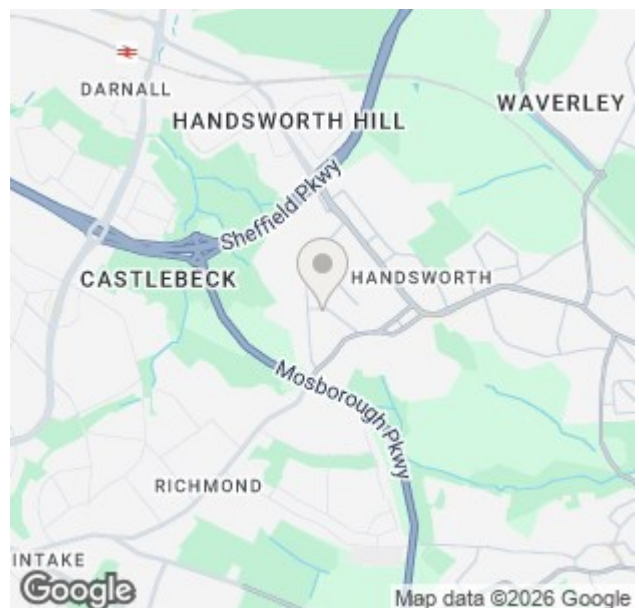 DARNALL
HANDSWORTH HILL
WAVERLEY
Sheffield Pkwy
CASTLEBECK
HANDSWORTH
Mosborough Pkwy
RICHMOND
INTAKE
Google
Map data ©2026 Google